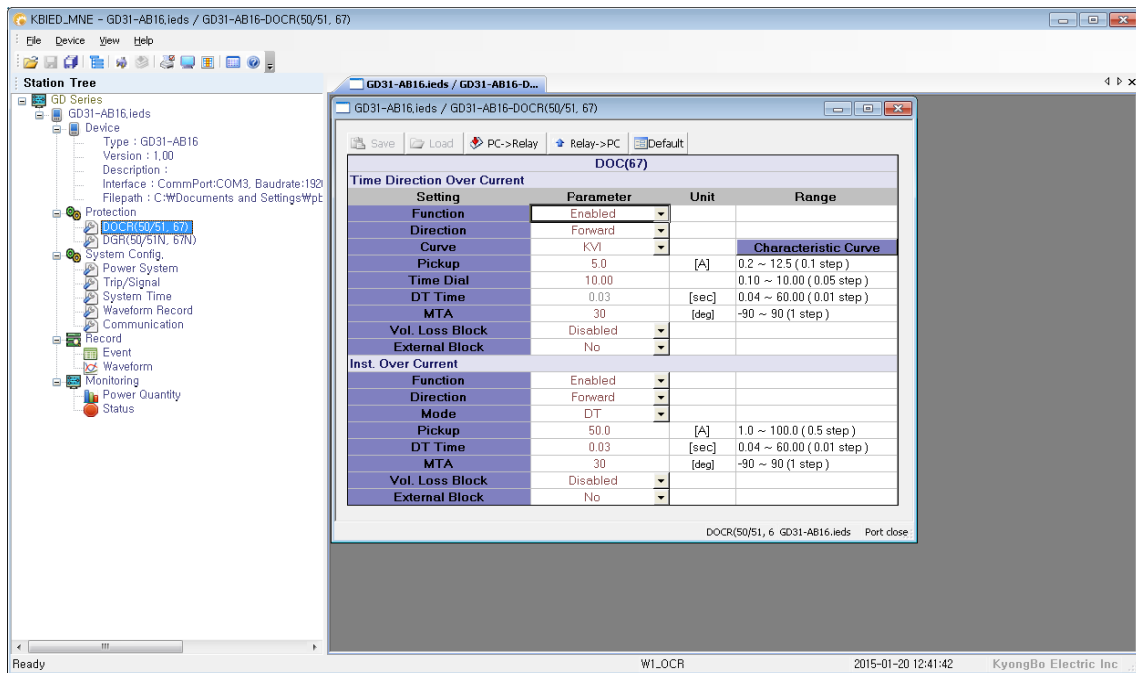 KBIED_MNE - GD31-AB16.ieds / GD31-AB16-DOCR(50/51, 67)
File Device View Help
Station Tree
GD Series
GD31-AB16.ieds
Device
Type : GD31-AB16
Version : 1.00
Description :
Interface : CommPort:COM3, Baudrate:1920
Filepath : C:₩Documents and Settings₩pb
Protection
DOCR(50/51, 67)
DGR(50/51N, 67N)
System Config.
Power System
Trip/Signal
System Time
Waveform Record
Communication
Record
Event
Waveform
Monitoring
Power Quantity
Status
GD31-AB16.ieds / GD31-AB16-D...
GD31-AB16.ieds / GD31-AB16-DOCR(50/51, 67)
Save Load PC->Relay Relay->PC Default
DOC(67)
Time Direction Over Current
Setting Parameter Unit Range
Function Enabled
Direction Forward
Curve KVI Characteristic Curve
Pickup 5.0 [A] 0.2 ~ 12.5 ( 0.1 step )
Time Dial 10.00 0.10 ~ 10.00 ( 0.05 step )
DT Time 0.03 [sec] 0.04 ~ 60.00 ( 0.01 step )
MTA 30 [deg] -90 ~ 90 (1 step )
Vol. Loss Block Disabled
External Block No
Inst. Over Current
Function Enabled
Direction Forward
Mode DT
Pickup 50.0 [A] 1.0 ~ 100.0 ( 0.5 step )
DT Time 0.03 [sec] 0.04 ~ 60.00 ( 0.01 step )
MTA 30 [deg] -90 ~ 90 (1 step )
Vol. Loss Block Disabled
External Block No
DOCR(50/51, 6 GD31-AB16.ieds Port close
Ready W1_OCR 2015-01-20 12:41:42 KyongBo Electric Inc